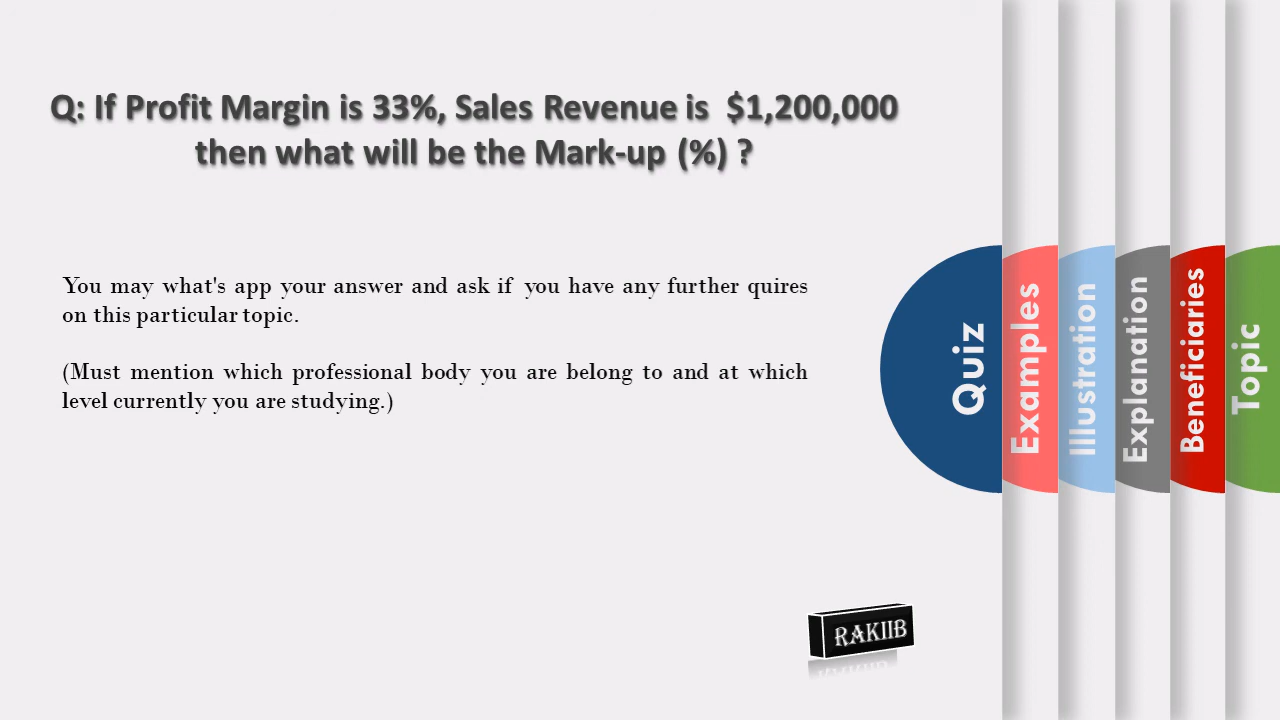 Q: If Profit Margin is 33%, Sales Revenue is $1,200,000
then what will be the Mark-up (%) ?
You may what's app your answer and ask if you have any further quires
on this particular topic.
(Must mention which professional body you are belong to and at which
level currently you are studying.)
Quiz
Examples
Illustration
Explanation
Beneficiaries
Topic
RAKIIB